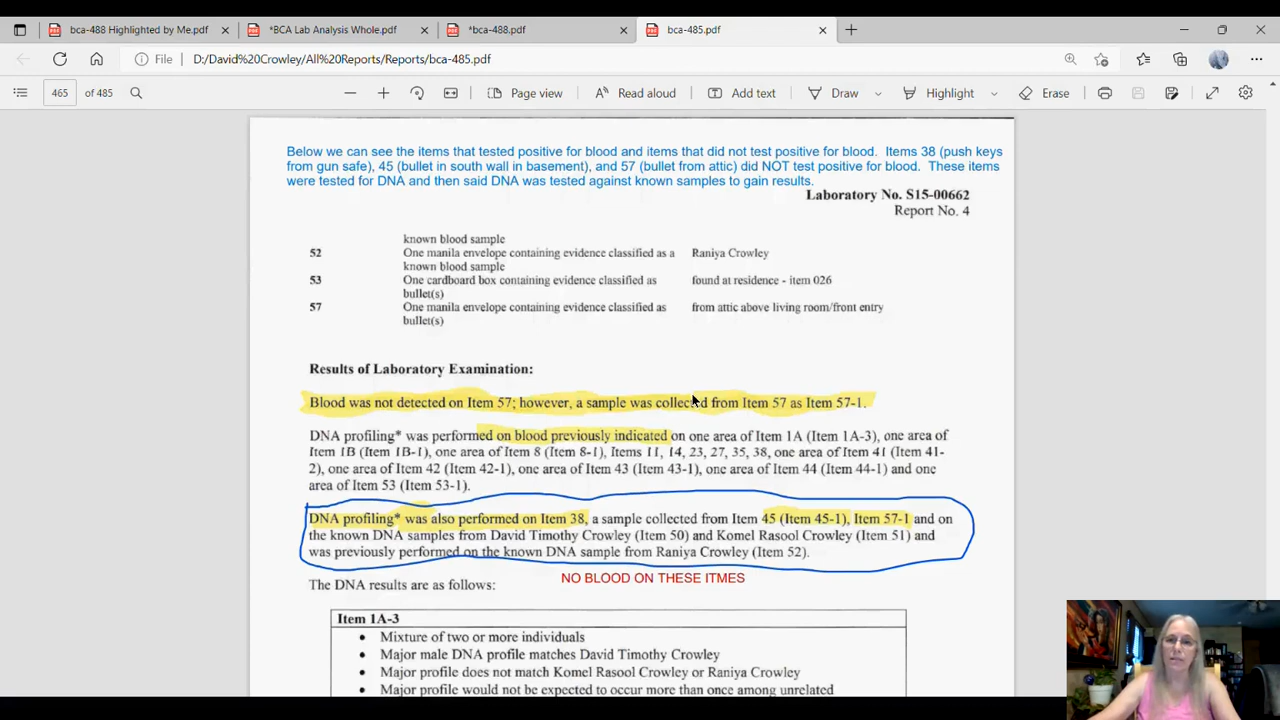 bca-488 Highlighted by Me.pdf
*BCA Lab Analysis Whole.pdf
*bca-488.pdf
bca-485.pdf
File
D:/David%20Crowley/All%20Reports/Reports/bca-485.pdf
465 of 485
Page view
Read aloud
Add text
Draw
Highlight
Erase
Below we can see the items that tested positive for blood and items that did not test positive for blood. Items 38 (push keys
from gun safe), 45 (bullet in south wall in basement), and 57 (bullet from attic) did NOT test positive for blood. These items
were tested for DNA and then said DNA was tested against known samples to gain results.
Laboratory No. S15-00662
Report No. 4
known blood sample
52 One manila envelope containing evidence classified as a Raniya Crowley
known blood sample
53 One cardboard box containing evidence classified as found at residence - item 026
bullet(s)
57 One manila envelope containing evidence classified as from attic above living room/front entry
bullet(s)
Results of Laboratory Examination:
Blood was not detected on Item 57; however, a sample was collected from Item 57 as Item 57-1.
DNA profiling* was performed on blood previously indicated on one area of Item 1A (Item 1A-3), one area of
Item 1B (Item 1B-1), one area of Item 8 (Item 8-1), Items 11, 14, 23, 27, 35, 38, one area of Item 41 (Item 41-
2), one area of Item 42 (Item 42-1), one area of Item 43 (Item 43-1), one area of Item 44 (Item 44-1) and one
area of Item 53 (Item 53-1).
DNA profiling* was also performed on Item 38, a sample collected from Item 45 (Item 45-1), Item 57-1 and on
the known DNA samples from David Timothy Crowley (Item 50) and Komel Rasool Crowley (Item 51) and
was previously performed on the known DNA sample from Raniya Crowley (Item 52).
NO BLOOD ON THESE ITMES
The DNA results are as follows:
Item 1A-3
• Mixture of two or more individuals
• Major male DNA profile matches David Timothy Crowley
• Major profile does not match Komel Rasool Crowley or Raniya Crowley
• Major profile would not be expected to occur more than once among unrelated